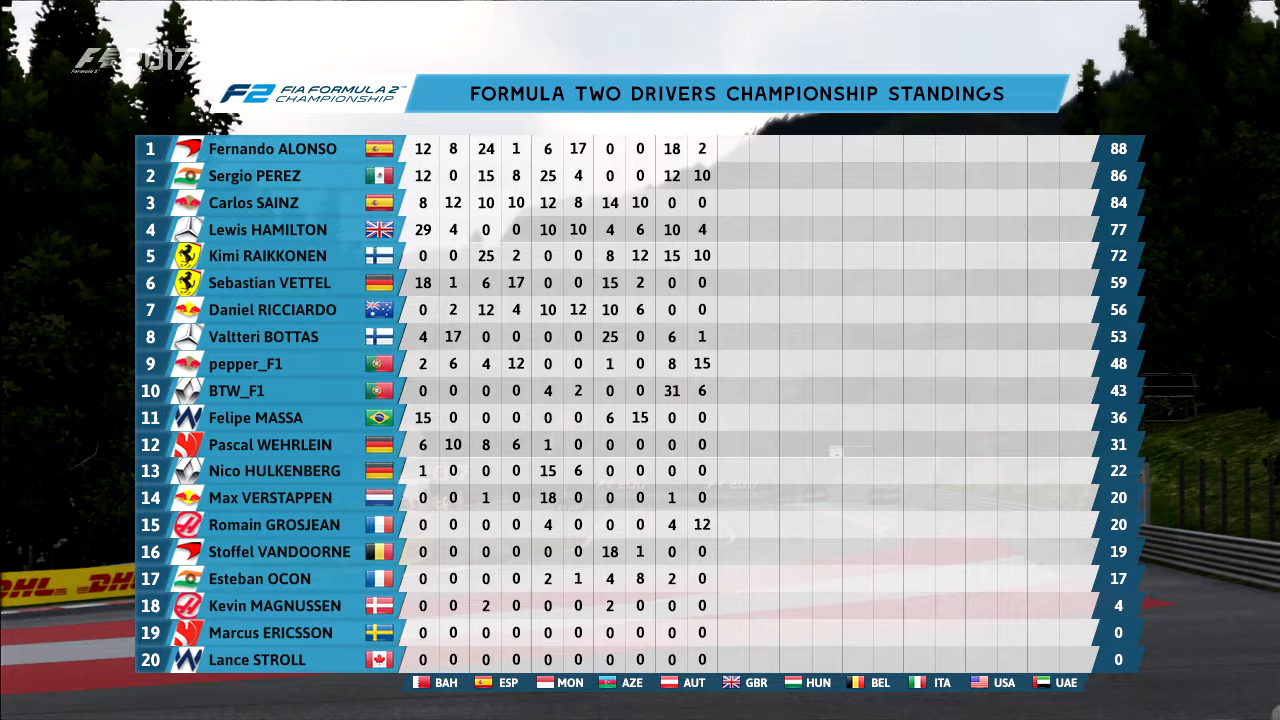 F1 2017
Formula 1
F2 FIA FORMULA 2™
CHAMPIONSHIP
FORMULA TWO DRIVERS CHAMPIONSHIP STANDINGS
1 Fernando ALONSO 12 8 24 1 6 17 0 0 18 2 88
2 Sergio PEREZ 12 0 15 8 25 4 0 0 12 10 86
3 Carlos SAINZ 8 12 10 10 12 8 14 10 0 0 84
4 Lewis HAMILTON 29 4 0 0 10 10 4 6 10 4 77
5 Kimi RAIKKONEN 0 0 25 2 0 0 8 12 15 10 72
6 Sebastian VETTEL 18 1 6 17 0 0 15 2 0 0 59
7 Daniel RICCIARDO 0 2 12 4 10 12 10 6 0 0 56
8 Valtteri BOTTAS 4 17 0 0 0 0 25 0 6 1 53
9 pepper_F1 2 6 4 12 0 0 1 0 8 15 48
10 BTW_F1 0 0 0 0 4 2 0 0 31 6 43
11 Felipe MASSA 15 0 0 0 0 0 6 15 0 0 36
12 Pascal WEHRLEIN 6 10 8 6 1 0 0 0 0 0 31
13 Nico HULKENBERG 1 0 0 0 15 6 0 0 0 0 22
14 Max VERSTAPPEN 0 0 1 0 18 0 0 0 1 0 20
15 Romain GROSJEAN 0 0 0 0 4 0 0 0 4 12 20
16 Stoffel VANDOORNE 0 0 0 0 0 0 18 1 0 0 19
17 Esteban OCON 0 0 0 0 2 1 4 8 2 0 17
18 Kevin MAGNUSSEN 0 0 2 0 0 0 2 0 0 0 4
19 Marcus ERICSSON 0 0 0 0 0 0 0 0 0 0 0
20 Lance STROLL 0 0 0 0 0 0 0 0 0 0 0
BAH ESP MON AZE AUT GBR HUN BEL ITA USA UAE
DHL DHL